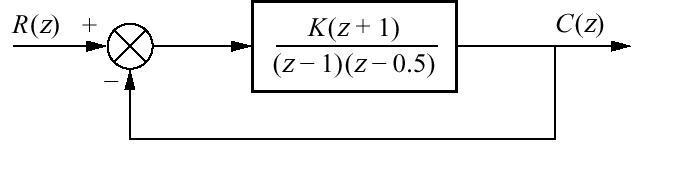 R(z) +
K(z + 1)
(z − 1)(z − 0.5)
C(z)
−